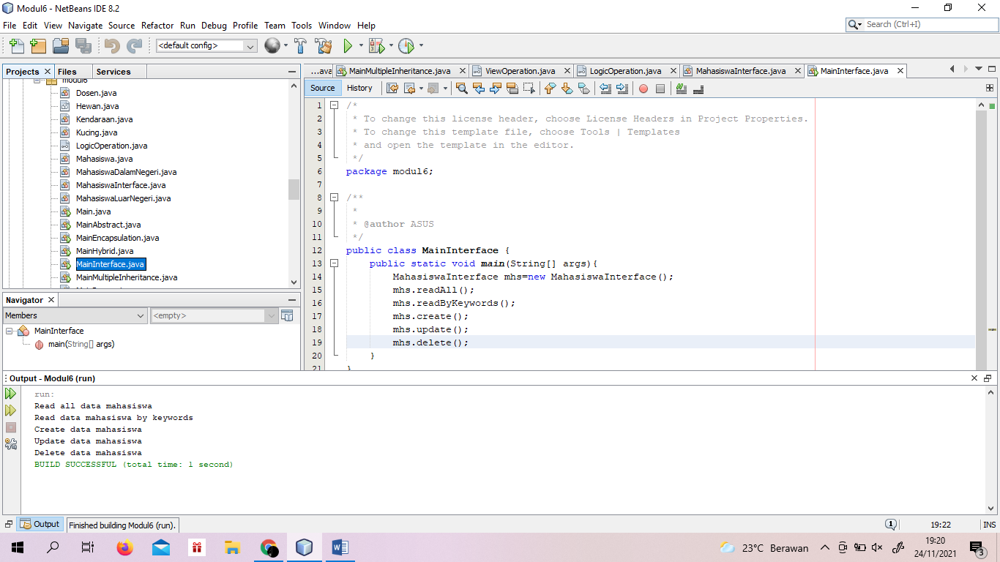 Modul6 - NetBeans IDE 8.2
File Edit View Navigate Source Refactor Run Debug Profile Team Tools Window Help
Search (Ctrl+I)
<default config>
Projects Files Services
modul6
Dosen.java
Hewan.java
Kendaraan.java
Kucing.java
LogicOperation.java
Mahasiswa.java
MahasiswaDalamNegeri.java
MahasiswaInterface.java
MahasiswaLuarNegeri.java
Main.java
MainAbstract.java
MainEncapsulation.java
MainHybrid.java
MainInterface.java
MainMultipleInheritance.java
Navigator
Members <empty>
MainInterface
main(String[] args)
...ava MainMultipleInheritance.java ViewOperation.java LogicOperation.java MahasiswaInterface.java MainInterface.java
Source History
1 /*
2 * To change this license header, choose License Headers in Project Properties.
3 * To change this template file, choose Tools | Templates
4 * and open the template in the editor.
5 */
6 package modul6;
7
8 /**
9 *
10 * @author ASUS
11 */
12 public class MainInterface {
13 public static void main(String[] args){
14 MahasiswaInterface mhs=new MahasiswaInterface();
15 mhs.readAll();
16 mhs.readByKeywords();
17 mhs.create();
18 mhs.update();
19 mhs.delete();
20 }
21 }
Output - Modul6 (run)
run:
Read all data mahasiswa
Read data mahasiswa by keywords
Create data mahasiswa
Update data mahasiswa
Delete data mahasiswa
BUILD SUCCESSFUL (total time: 1 second)
Output Finished building Modul6 (run). 1 19:22 INS
23°C Berawan
19:20
24/11/2021
3